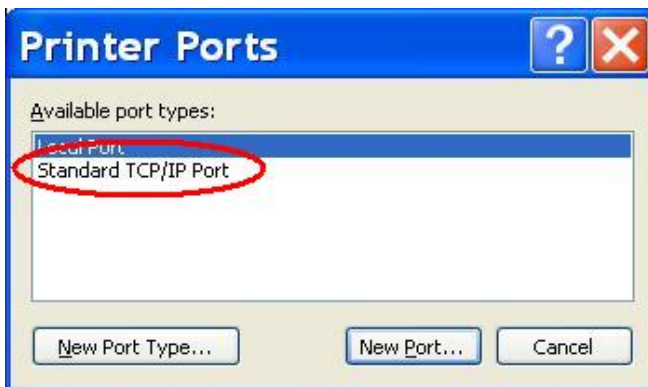 Printer Ports
?
Available port types:
Local Port
Standard TCP/IP Port
New Port Type...
New Port...
Cancel